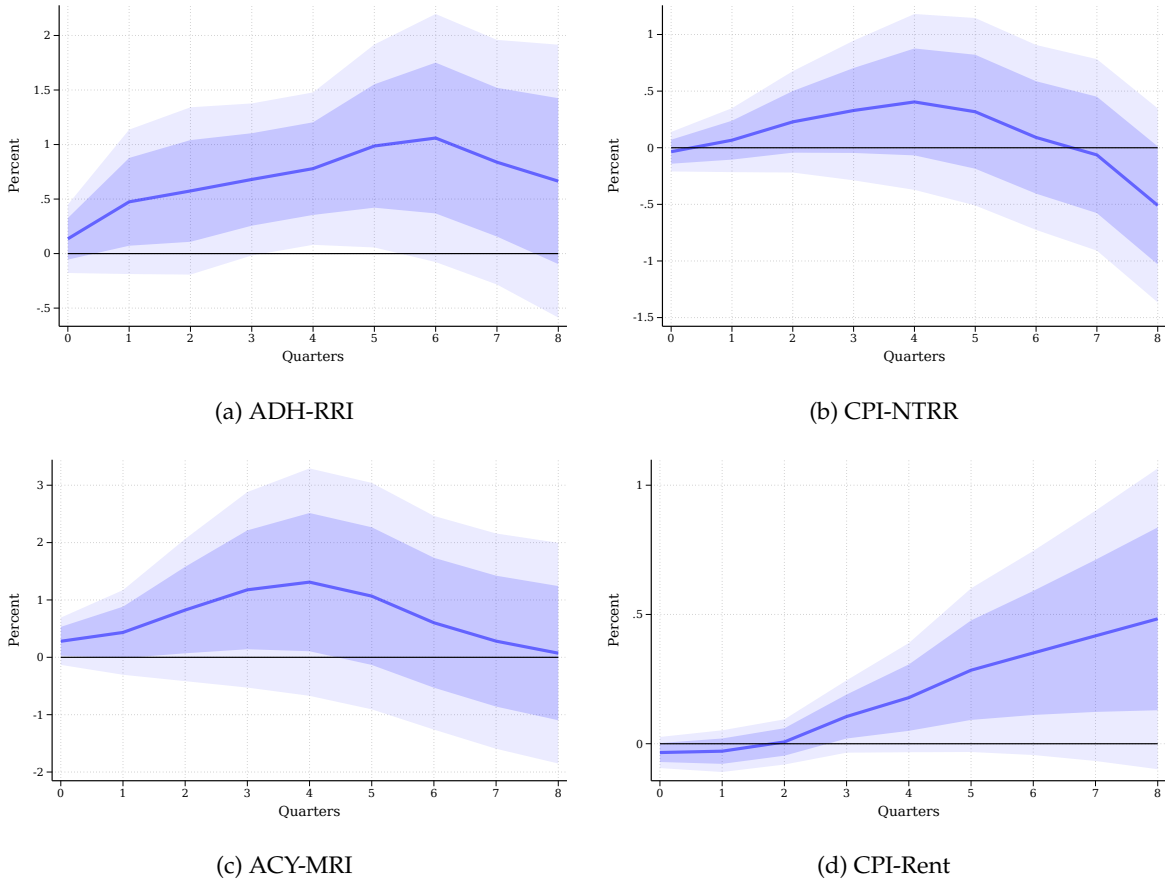 2
1.5
1
.5
0
-.5
Percent
0 1 2 3 4 5 6 7 8
Quarters
(a) ADH-RRI
1
.5
0
-.5
-1
-1.5
Percent
0 1 2 3 4 5 6 7 8
Quarters
(b) CPI-NTRR
3
2
1
0
-1
-2
Percent
0 1 2 3 4 5 6 7 8
Quarters
(c) ACY-MRI
1
.5
0
Percent
0 1 2 3 4 5 6 7 8
Quarters
(d) CPI-Rent